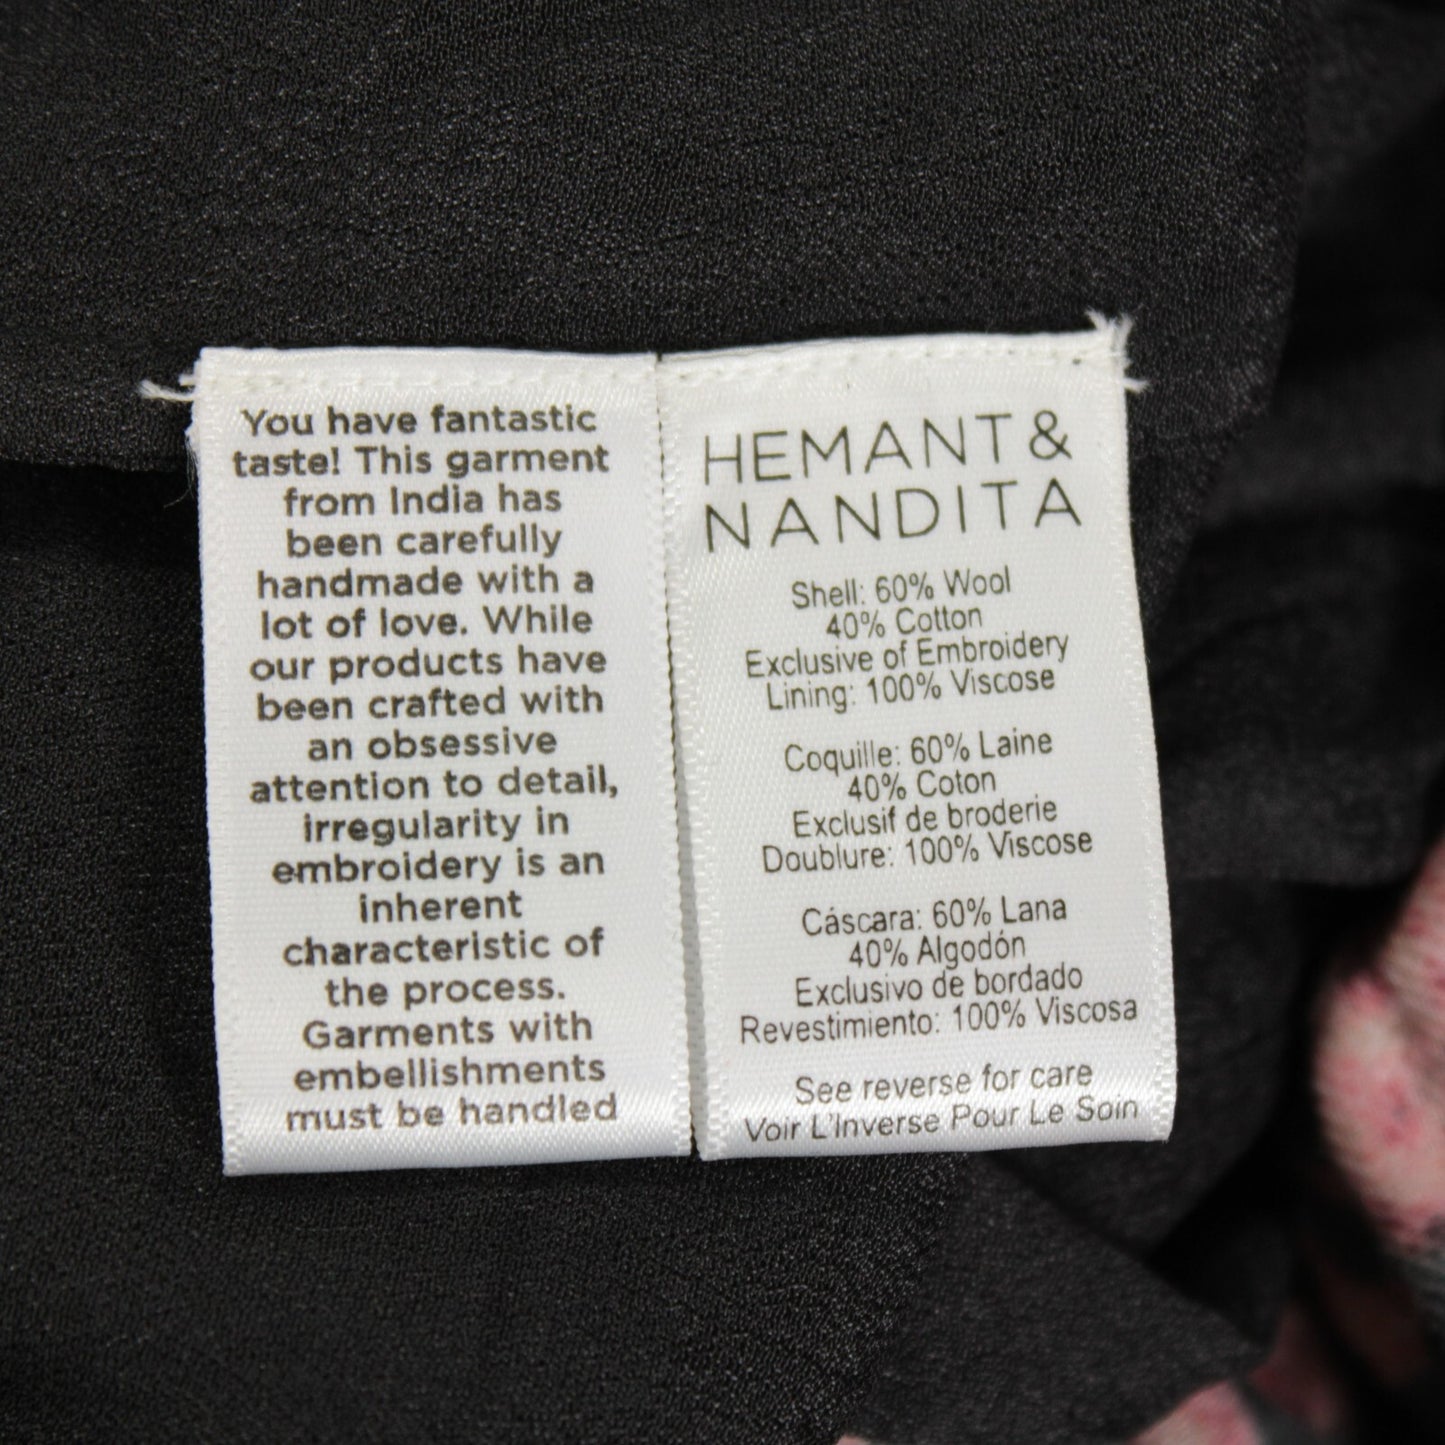 You have fantastic
taste! This garment
from India has
been carefully
handmade with a
lot of love. While
our products have
been crafted with
an obsessive
attention to detail,
irregularity in
embroidery is an
inherent
characteristic of
the process.
Garments with
embellishments
must be handled
HEMANT &
NANDITA
Shell: 60% Wool
40% Cotton
Exclusive of Embroidery
Lining: 100% Viscose
Coquille: 60% Laine
40% Coton
Exclusif de broderie
Doublure: 100% Viscose
Cáscara: 60% Lana
40% Algodón
Exclusivo de bordado
Revestimiento: 100% Viscosa
See reverse for care
Voir L'Inverse Pour Le Soin